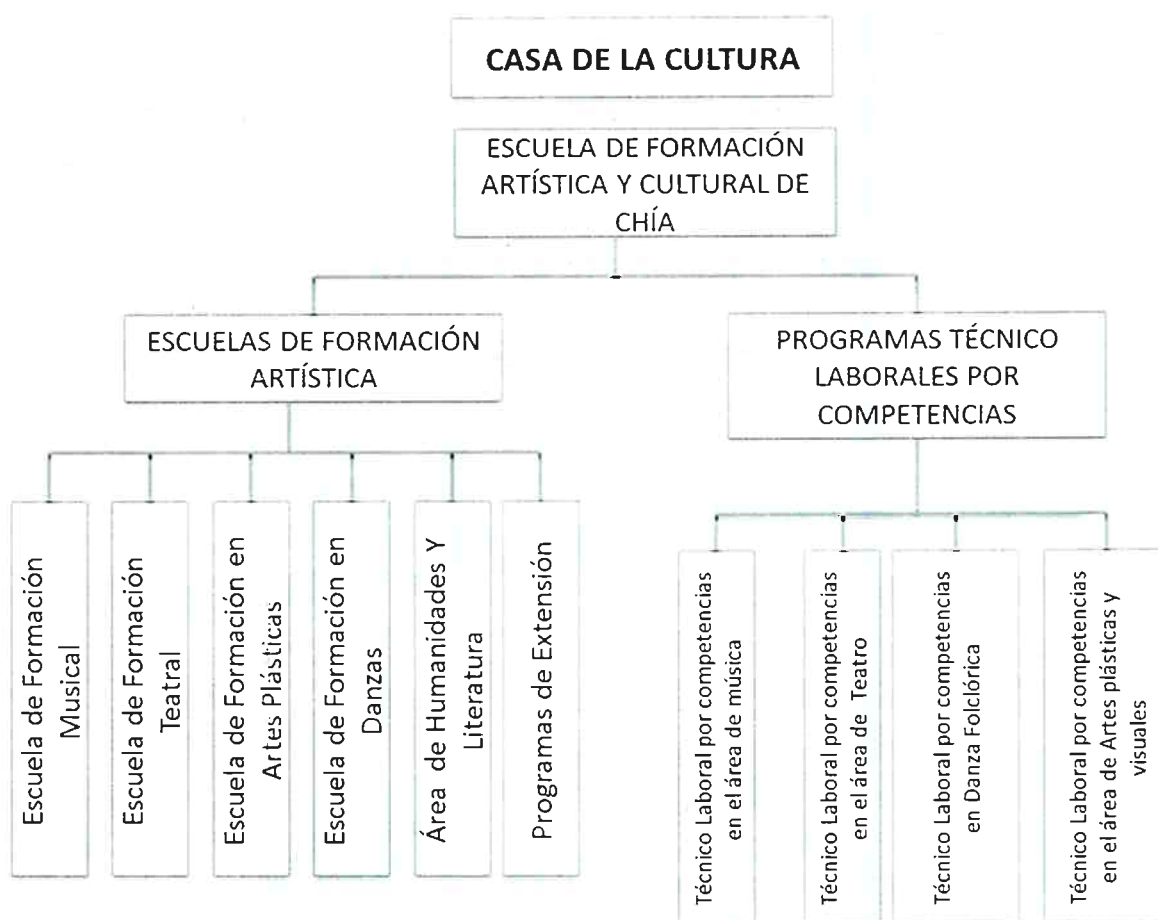 CASA DE LA CULTURA
ESCUELA DE FORMACIÓN
ARTÍSTICA Y CULTURAL DE
CHÍA
ESCUELAS DE FORMACIÓN
ARTÍSTICA
PROGRAMAS TÉCNICO
LABORALES POR
COMPETENCIAS
Escuela de Formación
Musical
Escuela de Formación
Teatral
Escuela de Formación en
Artes Plásticas
Escuela de Formación en
Danzas
Área de Humanidades Y
Literatura
Programas de Extensión
Técnico Laboral por competencias
en el área de música
Técnico Laboral por competencias
en el área de Teatro
Técnico Laboral por competencias
en Danza Folclórica
Técnico Laboral por competencias
en el área de Artes plásticas y
visuales